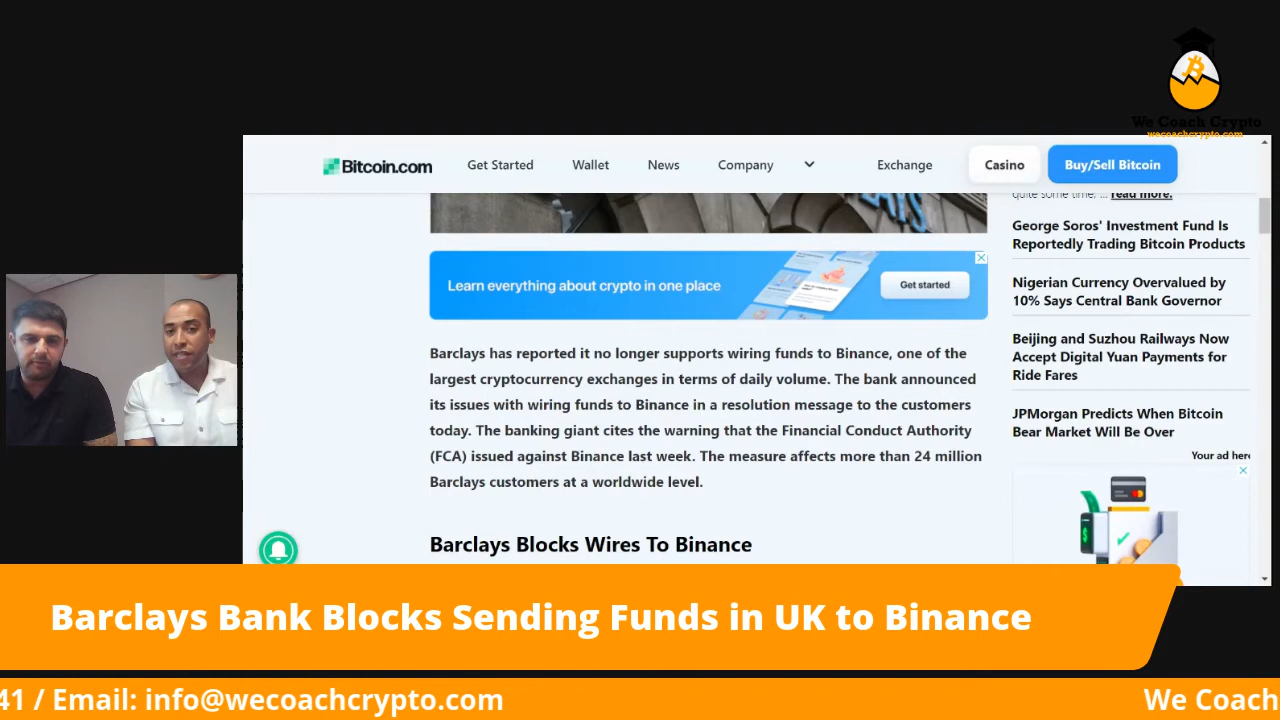 We Coach Crypto
wecoachcrypto.com
Bitcoin.com
Get Started
Wallet
News
Company
Exchange
Casino
Buy/Sell Bitcoin
Learn everything about crypto in one place
Get started
Barclays has reported it no longer supports wiring funds to Binance, one of the
largest cryptocurrency exchanges in terms of daily volume. The bank announced
its issues with wiring funds to Binance in a resolution message to the customers
today. The banking giant cites the warning that the Financial Conduct Authority
(FCA) issued against Binance last week. The measure affects more than 24 million
Barclays customers at a worldwide level.
Barclays Blocks Wires To Binance
quite some time, ... read more.
George Soros' Investment Fund Is
Reportedly Trading Bitcoin Products
Nigerian Currency Overvalued by
10% Says Central Bank Governor
Beijing and Suzhou Railways Now
Accept Digital Yuan Payments for
Ride Fares
JPMorgan Predicts When Bitcoin
Bear Market Will Be Over
Your ad here
Barclays Bank Blocks Sending Funds in UK to Binance
41 / Email: info@wecoachcrypto.com
We Coach